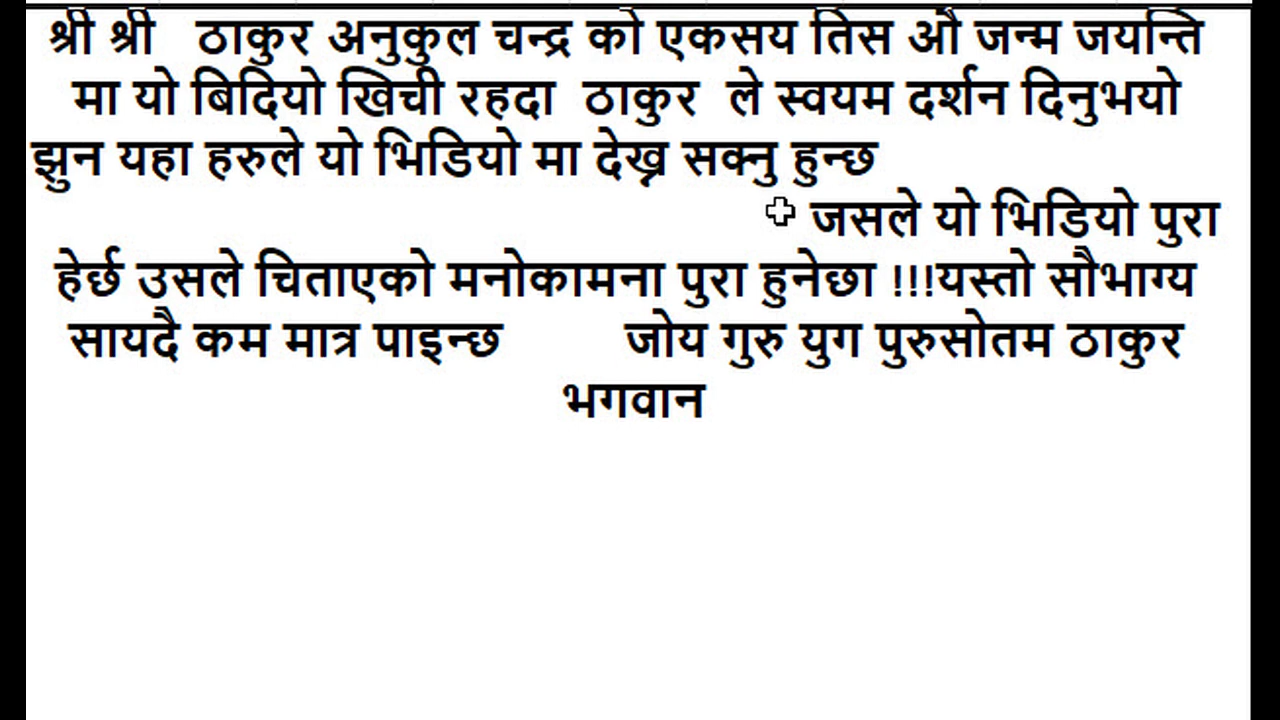 श्री श्री ठाकुर अनुकुल चन्द्र को एकसय तिस औ जन्म जयन्ति
मा यो बिदियो खिची रहदा ठाकुर ले स्वयम दर्शन दिनुभयो
झुन यहा हरुले यो भिडियो मा देख्न सक्नु हुन्छ
जसले यो भिडियो पुरा
हेर्छ उसले चिताएको मनोकामना पुरा हुनेछा !!!यस्तो सौभाग्य
सायदै कम मात्र पाइन्छ जोय गुरु युग पुरुसोतम ठाकुर
भगवान